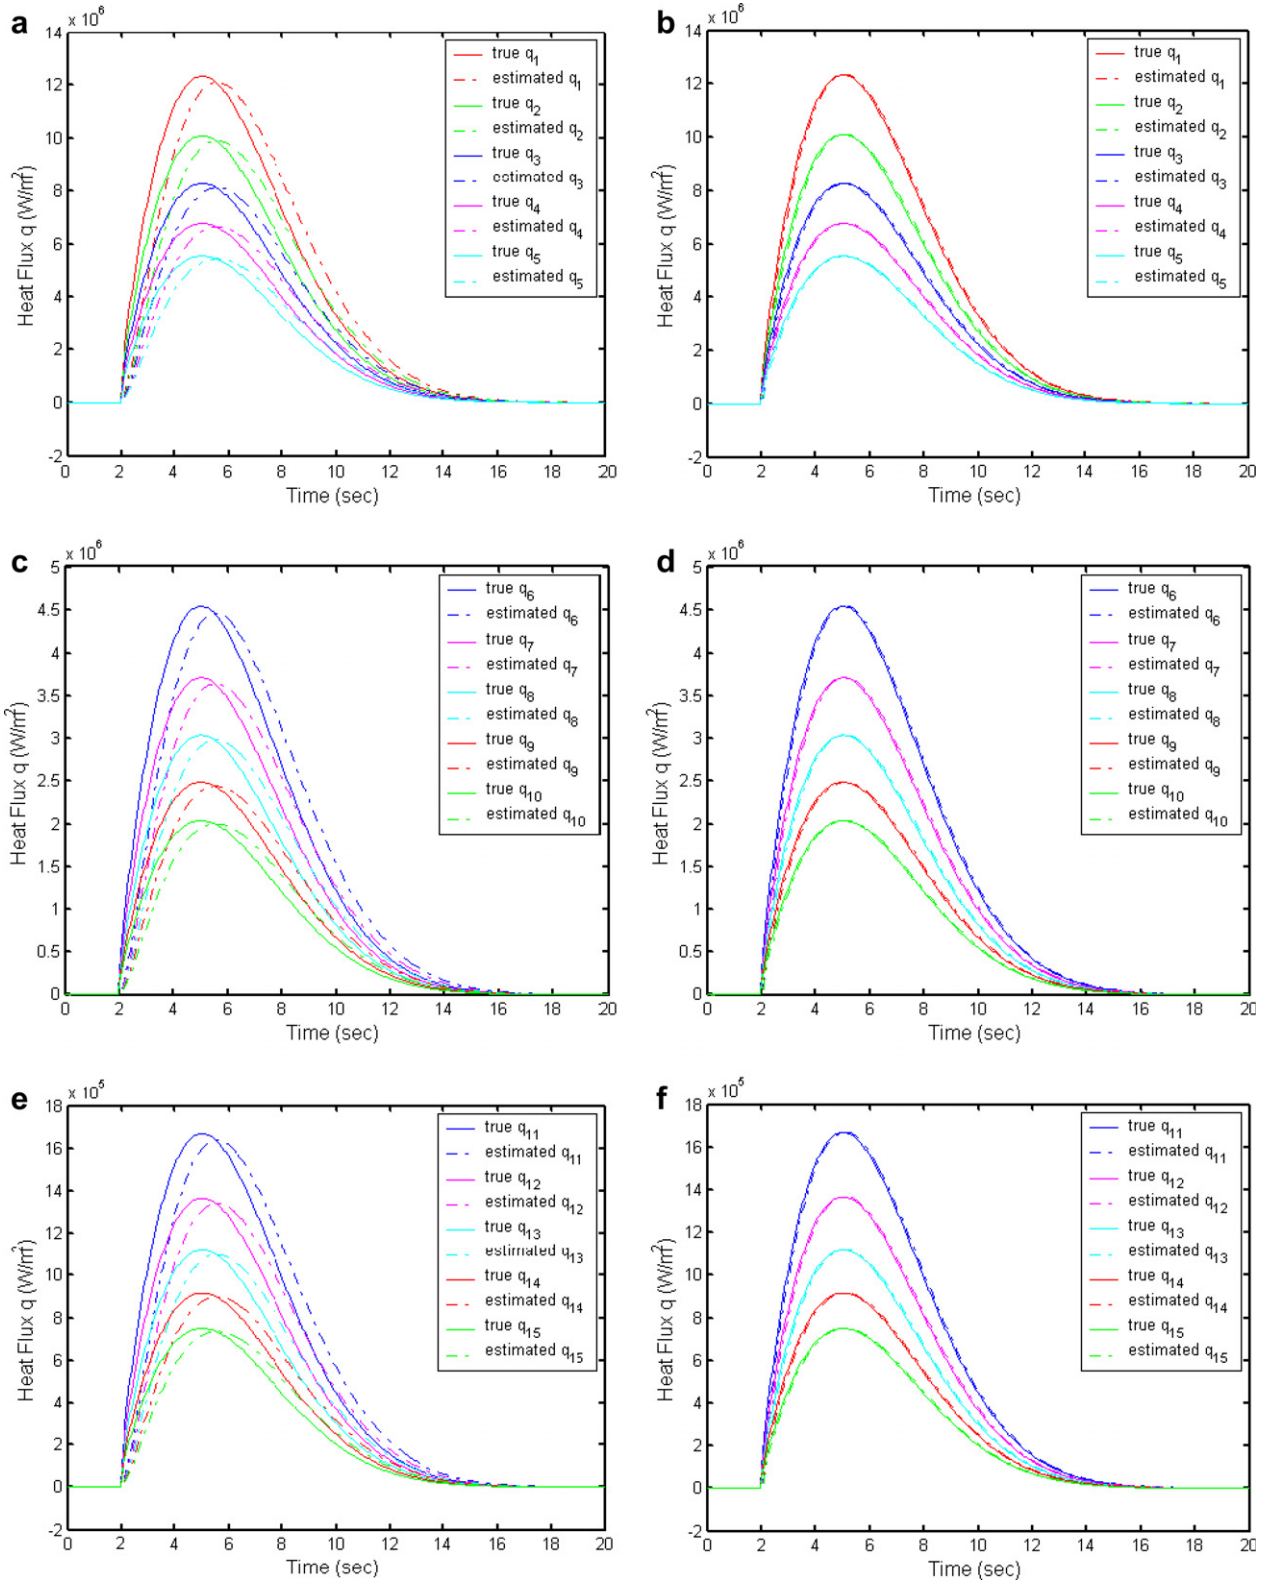 a
x 10⁶
14
12
10
8
6
4
2
0
-2
Heat Flux q (W/m²)
0 2 4 6 8 10 12 14 16 18 20
Time (sec)
true q₁
estimated q₁
true q₂
estimated q₂
true q₃
estimated q₃
true q₄
estimated q₄
true q₅
estimated q₅
b
x 10⁶
14
12
10
8
6
4
2
0
-2
Heat Flux q (W/m²)
0 2 4 6 8 10 12 14 16 18 20
Time (sec)
true q₁
estimated q₁
true q₂
estimated q₂
true q₃
estimated q₃
true q₄
estimated q₄
true q₅
estimated q₅
c
x 10⁶
5
4.5
4
3.5
3
2.5
2
1.5
1
0.5
0
Heat Flux q (W/m²)
0 2 4 6 8 10 12 14 16 18 20
Time (sec)
true q₆
estimated q₆
true q₇
estimated q₇
true q₈
estimated q₈
true q₉
estimated q₉
true q₁₀
estimated q₁₀
d
x 10⁶
5
4.5
4
3.5
3
2.5
2
1.5
1
0.5
0
Heat Flux q (W/m²)
0 2 4 6 8 10 12 14 16 18 20
Time (sec)
true q₆
estimated q₆
true q₇
estimated q₇
true q₈
estimated q₈
true q₉
estimated q₉
true q₁₀
estimated q₁₀
e
x 10⁵
18
16
14
12
10
8
6
4
2
0
-2
Heat Flux q (W/m²)
0 2 4 6 8 10 12 14 16 18 20
Time (sec)
true q₁₁
estimated q₁₁
true q₁₂
estimated q₁₂
true q₁₃
estimated q₁₃
true q₁₄
estimated q₁₄
true q₁₅
estimated q₁₅
f
x 10⁵
18
16
14
12
10
8
6
4
2
0
-2
Heat Flux q (W/m²)
0 2 4 6 8 10 12 14 16 18 20
Time (sec)
true q₁₁
estimated q₁₁
true q₁₂
estimated q₁₂
true q₁₃
estimated q₁₃
true q₁₄
estimated q₁₄
true q₁₅
estimated q₁₅